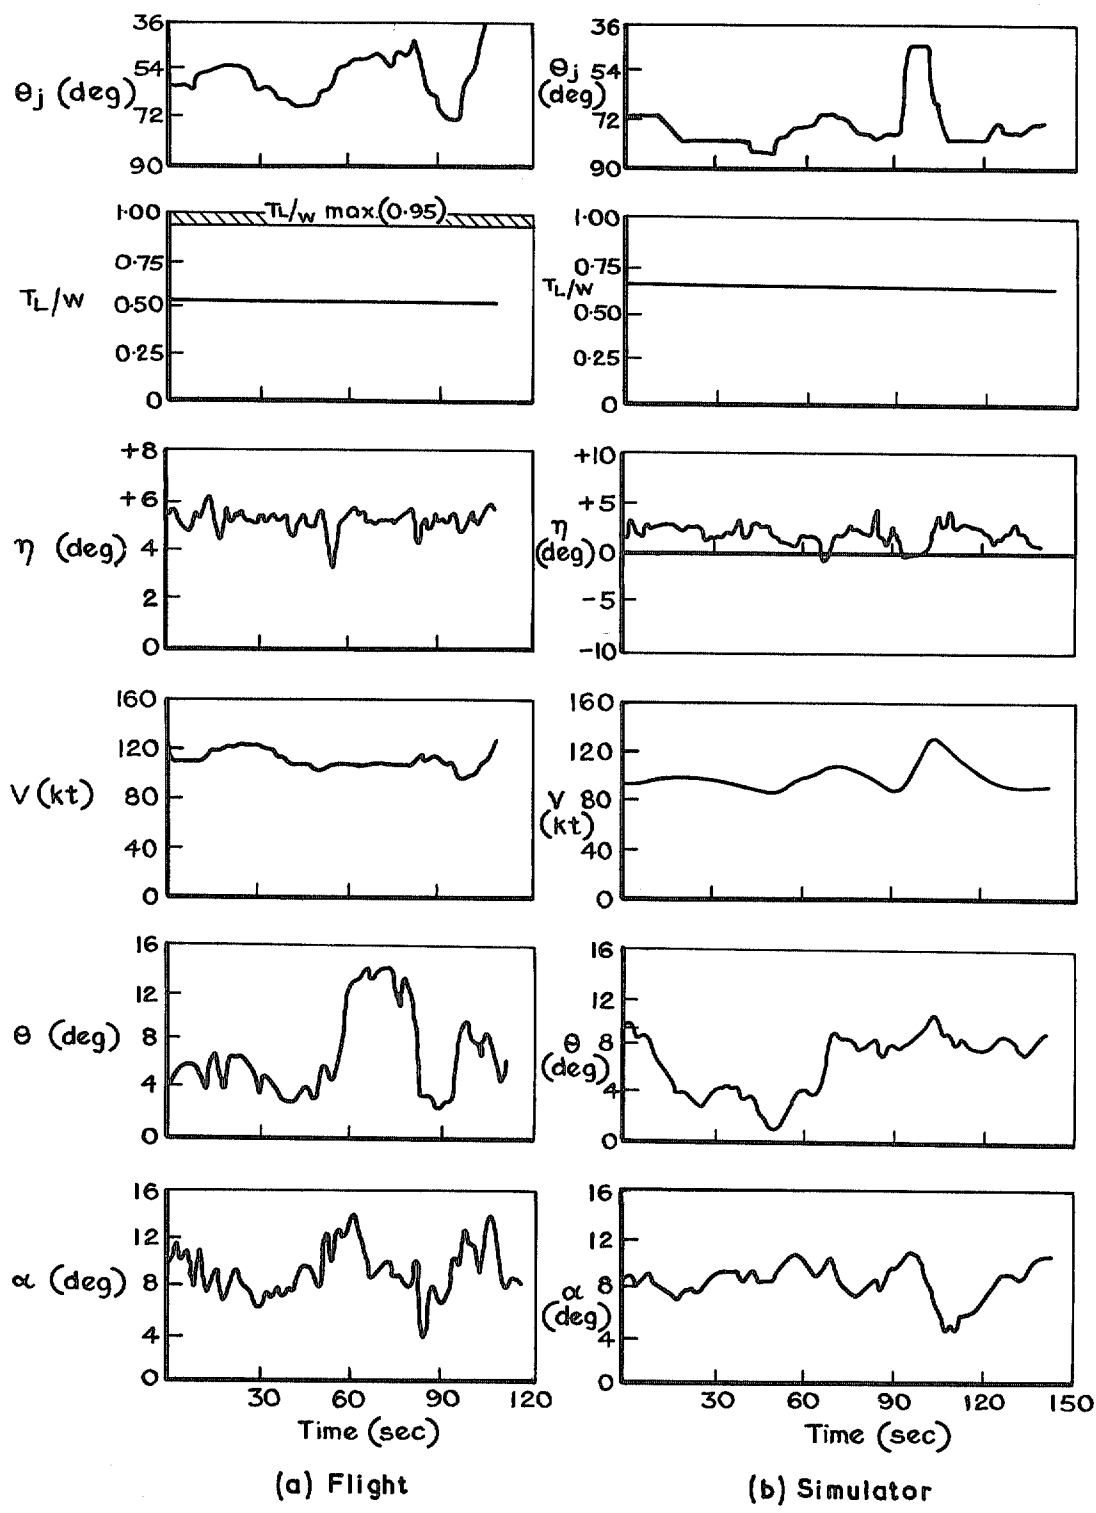 36
54
θj (deg)
72
90
36
θj 54
(deg)
72
90
1·00
TL/W max.(0·95)
0·75
TL/W
0·50
0·25
0
1·00
0·75
TL/W
0·50
0·25
0
+8
+6
η (deg)
4
2
0
+10
+5
η
(deg) 0
-5
-10
160
120
V (kt)
80
40
0
160
120
V 80
(kt)
40
0
16
12
θ (deg)
8
4
0
16
12
θ 8
(deg)
4
0
16
12
α (deg)
8
4
0
30 60 90 120
Time (sec)
16
12
α 8
(deg)
4
0
30 60 90 120 150
Time (sec)
(a) Flight
(b) Simulator